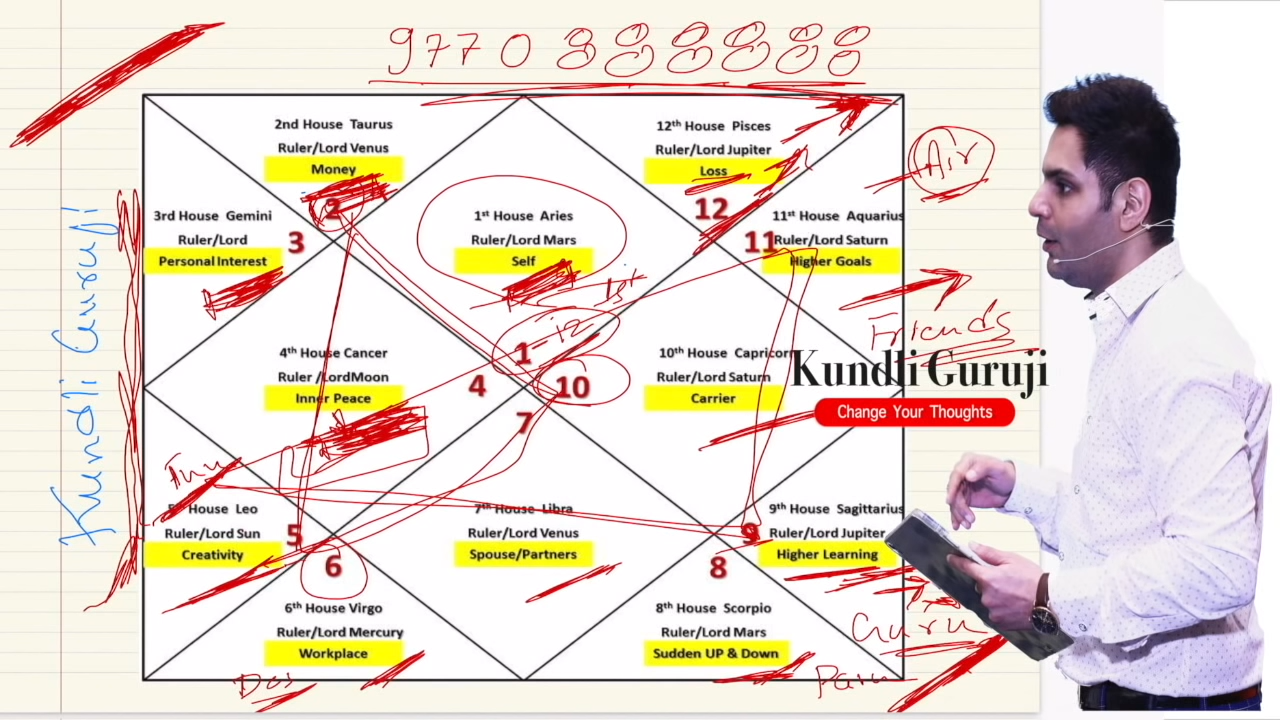 9770 888888
Kundli Guruji
2nd House Taurus
Ruler/Lord Venus
Money
2
12th House Pisces
Ruler/Lord Jupiter
Loss
12
Air
3rd House Gemini
Ruler/Lord
Personal Interest
3
1st House Aries
Ruler/Lord Mars
Self
1st
11
11st House Aquarius
Ruler/Lord Saturn
Higher Goals
Friends
4th House Cancer
Ruler /LordMoon
Inner Peace
1
4
10
7
10th House Capricorn
Ruler/Lord Saturn
Carrier
Kundli Guruji
Change Your Thoughts
House Leo
Ruler/Lord Sun
Creativity
5
6
7th House Libra
Ruler/Lord Venus
Spouse/Partners
9
8
9th House Sagittarius
Ruler/Lord Jupiter
Higher Learning
Guru
6th House Virgo
Ruler/Lord Mercury
Workplace
8th House Scorpio
Ruler/Lord Mars
Sudden UP & Down